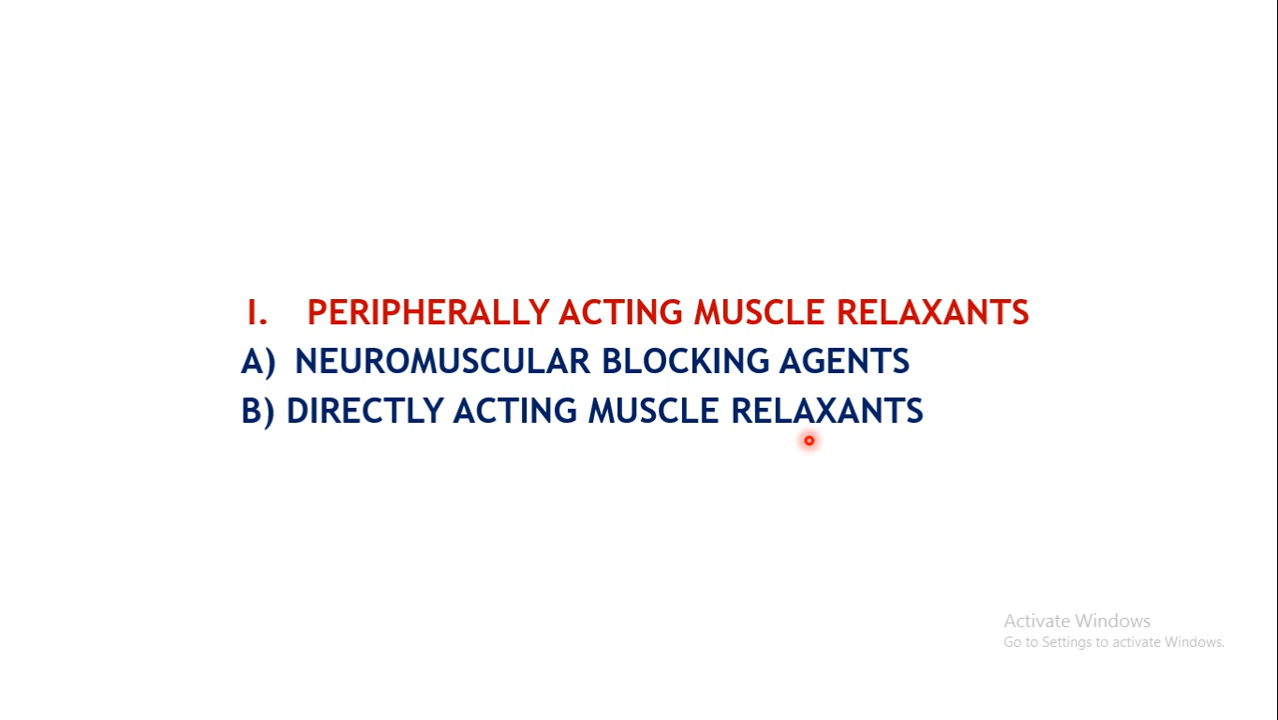 I. PERIPHERALLY ACTING MUSCLE RELAXANTS
A) NEUROMUSCULAR BLOCKING AGENTS
B) DIRECTLY ACTING MUSCLE RELAXANTS
Activate Windows
Go to Settings to activate Windows.